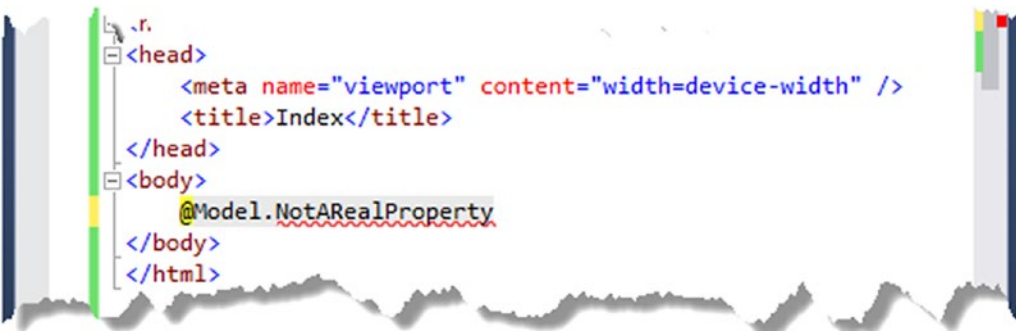 <head>
<meta name="viewport" content="width=device-width" />
<title>Index</title>
</head>
<body>
@Model.NotARealProperty
</body>
</html>